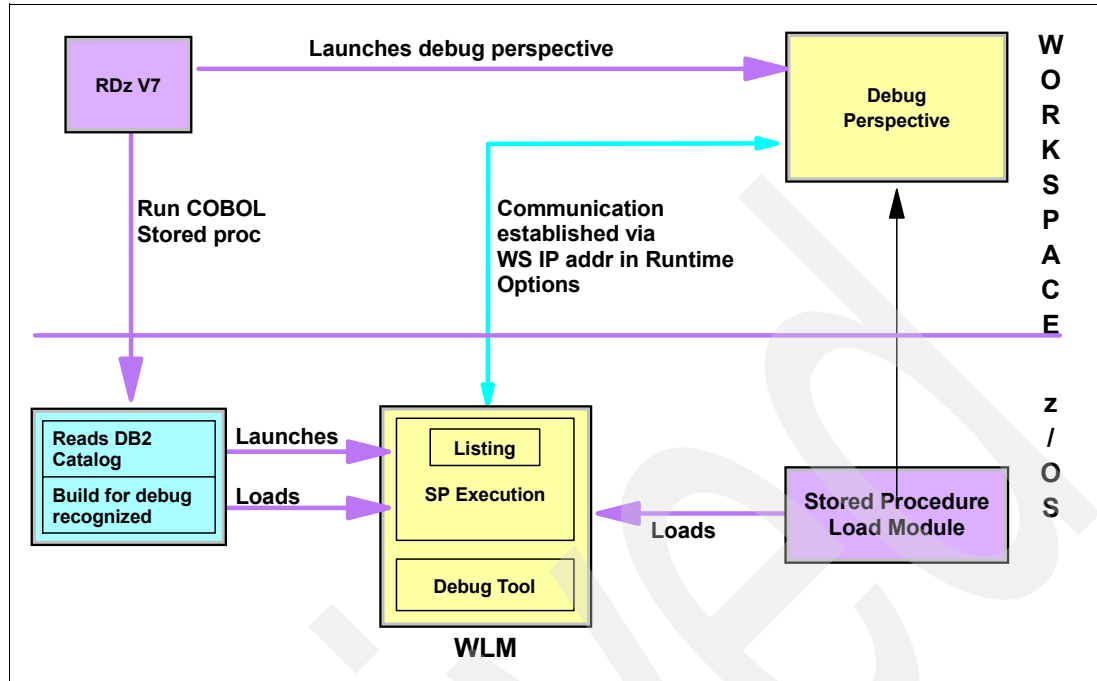 Launches debug perspective
RDz V7
Debug
Perspective
WORKSPACE
Run COBOL
Stored proc
Communication
established via
WS IP addr in Runtime
Options
z/OS
Reads DB2
Catalog
Build for debug
recognized
Launches
Loads
Listing
SP Execution
Debug Tool
WLM
Loads
Stored Procedure
Load Module